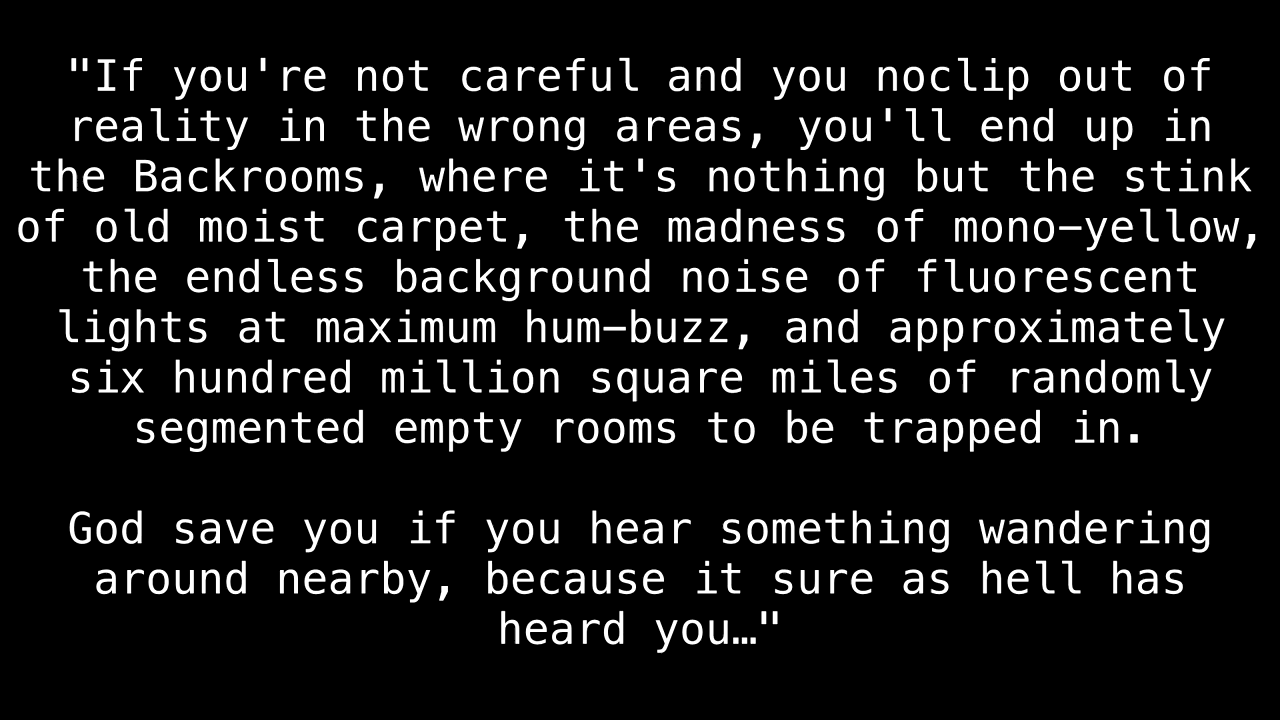 "If you're not careful and you noclip out of
reality in the wrong areas, you'll end up in
the Backrooms, where it's nothing but the stink
of old moist carpet, the madness of mono–yellow,
the endless background noise of fluorescent
lights at maximum hum–buzz, and approximately
six hundred million square miles of randomly
segmented empty rooms to be trapped in.
God save you if you hear something wandering
around nearby, because it sure as hell has
heard you…"